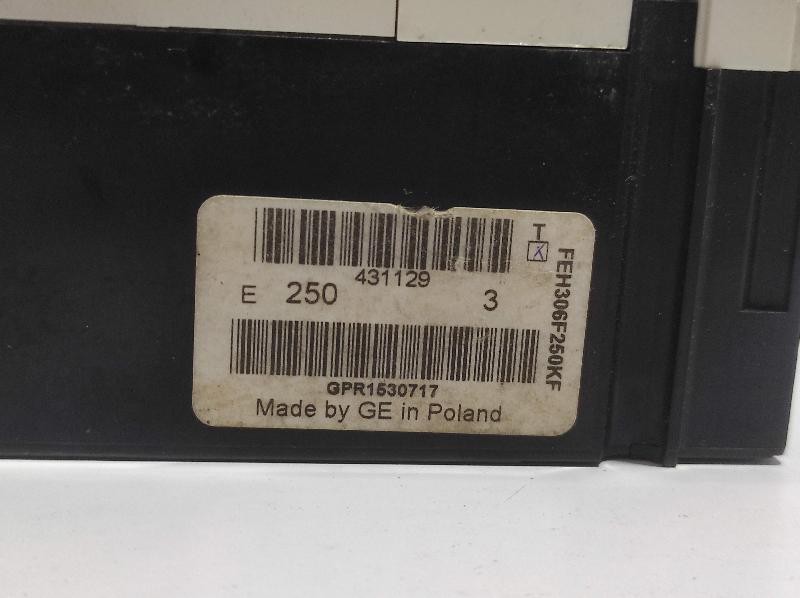 T
X
431129
E 250 3
FEH306F250KF
GPR1530717
Made by GE in Poland